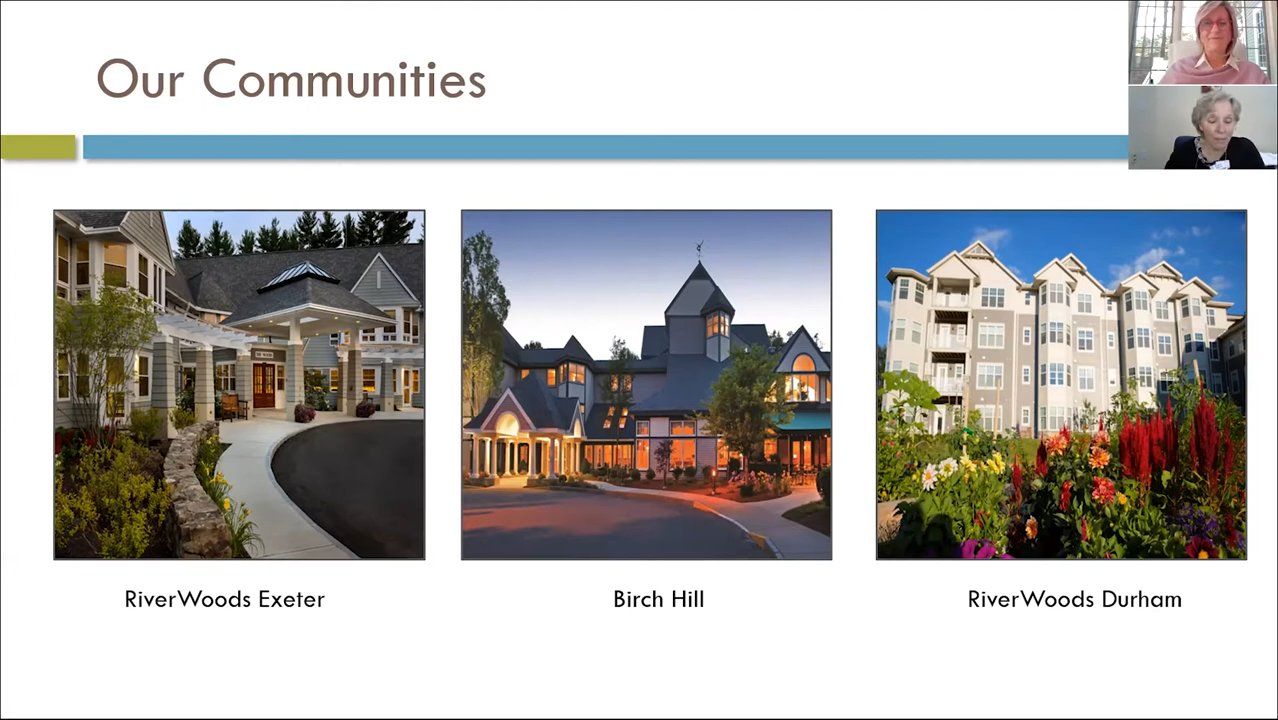 Our Communities
RiverWoods Exeter
Birch Hill
RiverWoods Durham